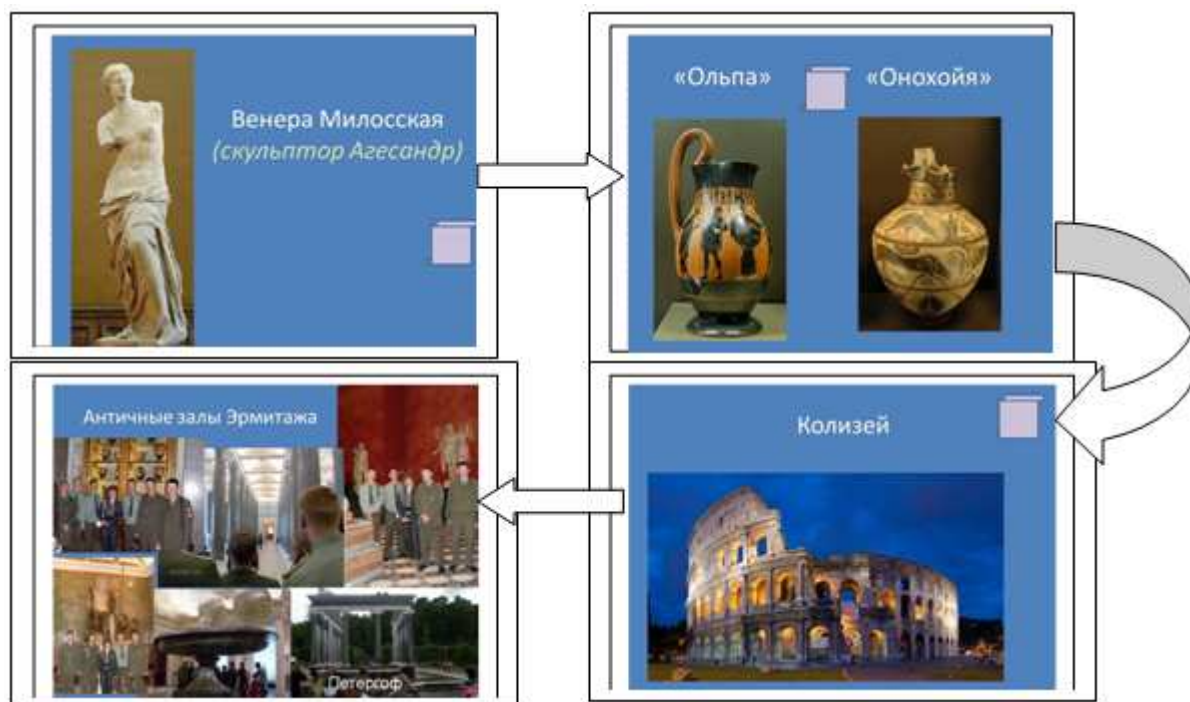 Венера Милосская
(скульптор Агесандр)
«Ольпа» «Онохойя»
Колизей
Античные залы Эрмитажа
Петергоф